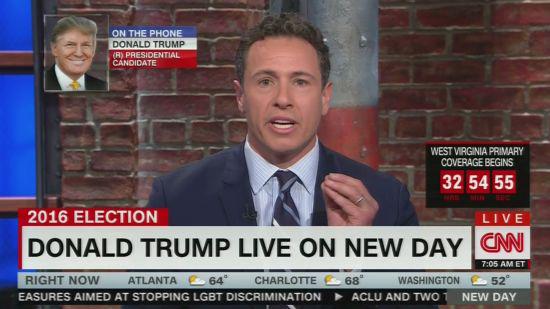 ON THE PHONE
DONALD TRUMP
(R) PRESIDENTIAL
CANDIDATE
WEST VIRGINIA PRIMARY
COVERAGE BEGINS
32 54 55
HRS MIN SEC
2016 ELECTION
LIVE
DONALD TRUMP LIVE ON NEW DAY
CNN
7:05 AM ET
RIGHT NOW ATLANTA 64° CHARLOTTE 68° WASHINGTON 52°
EASURES AIMED AT STOPPING LGBT DISCRIMINATION ACLU AND TWO T NEW DAY